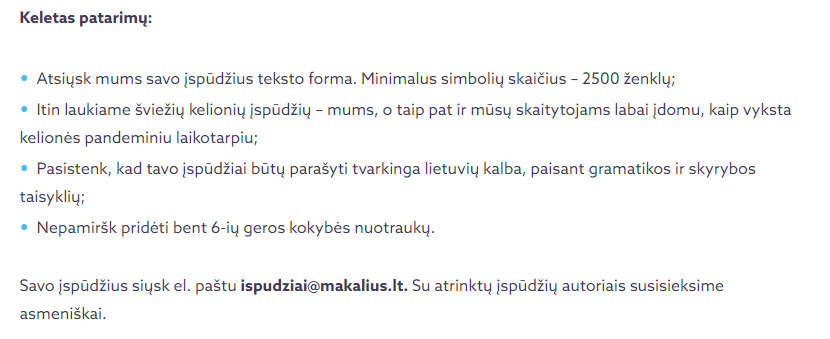 Keletas patarimų:
• Atsiųsk mums savo įspūdžius teksto forma. Minimalus simbolių skaičius – 2500 ženklų;
• Itin laukiame šviežių kelionių įspūdžių – mums, o taip pat ir mūsų skaitytojams labai įdomu, kaip vyksta
kelionės pandeminiu laikotarpiu;
• Pasistenk, kad tavo įspūdžiai būtų parašyti tvarkinga lietuvių kalba, paisant gramatikos ir skyrybos
taisyklių;
• Nepamiršk pridėti bent 6-ių geros kokybės nuotraukų.
Savo įspūdžius siųsk el. paštu ispudziai@makalius.lt. Su atrinktų įspūdžių autoriais susisieksime
asmeniškai.